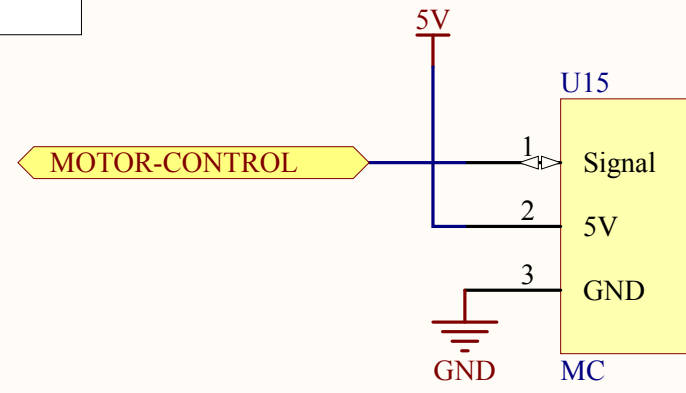 5V
U15
MOTOR-CONTROL
1
Signal
2
5V
3
GND
GND
MC